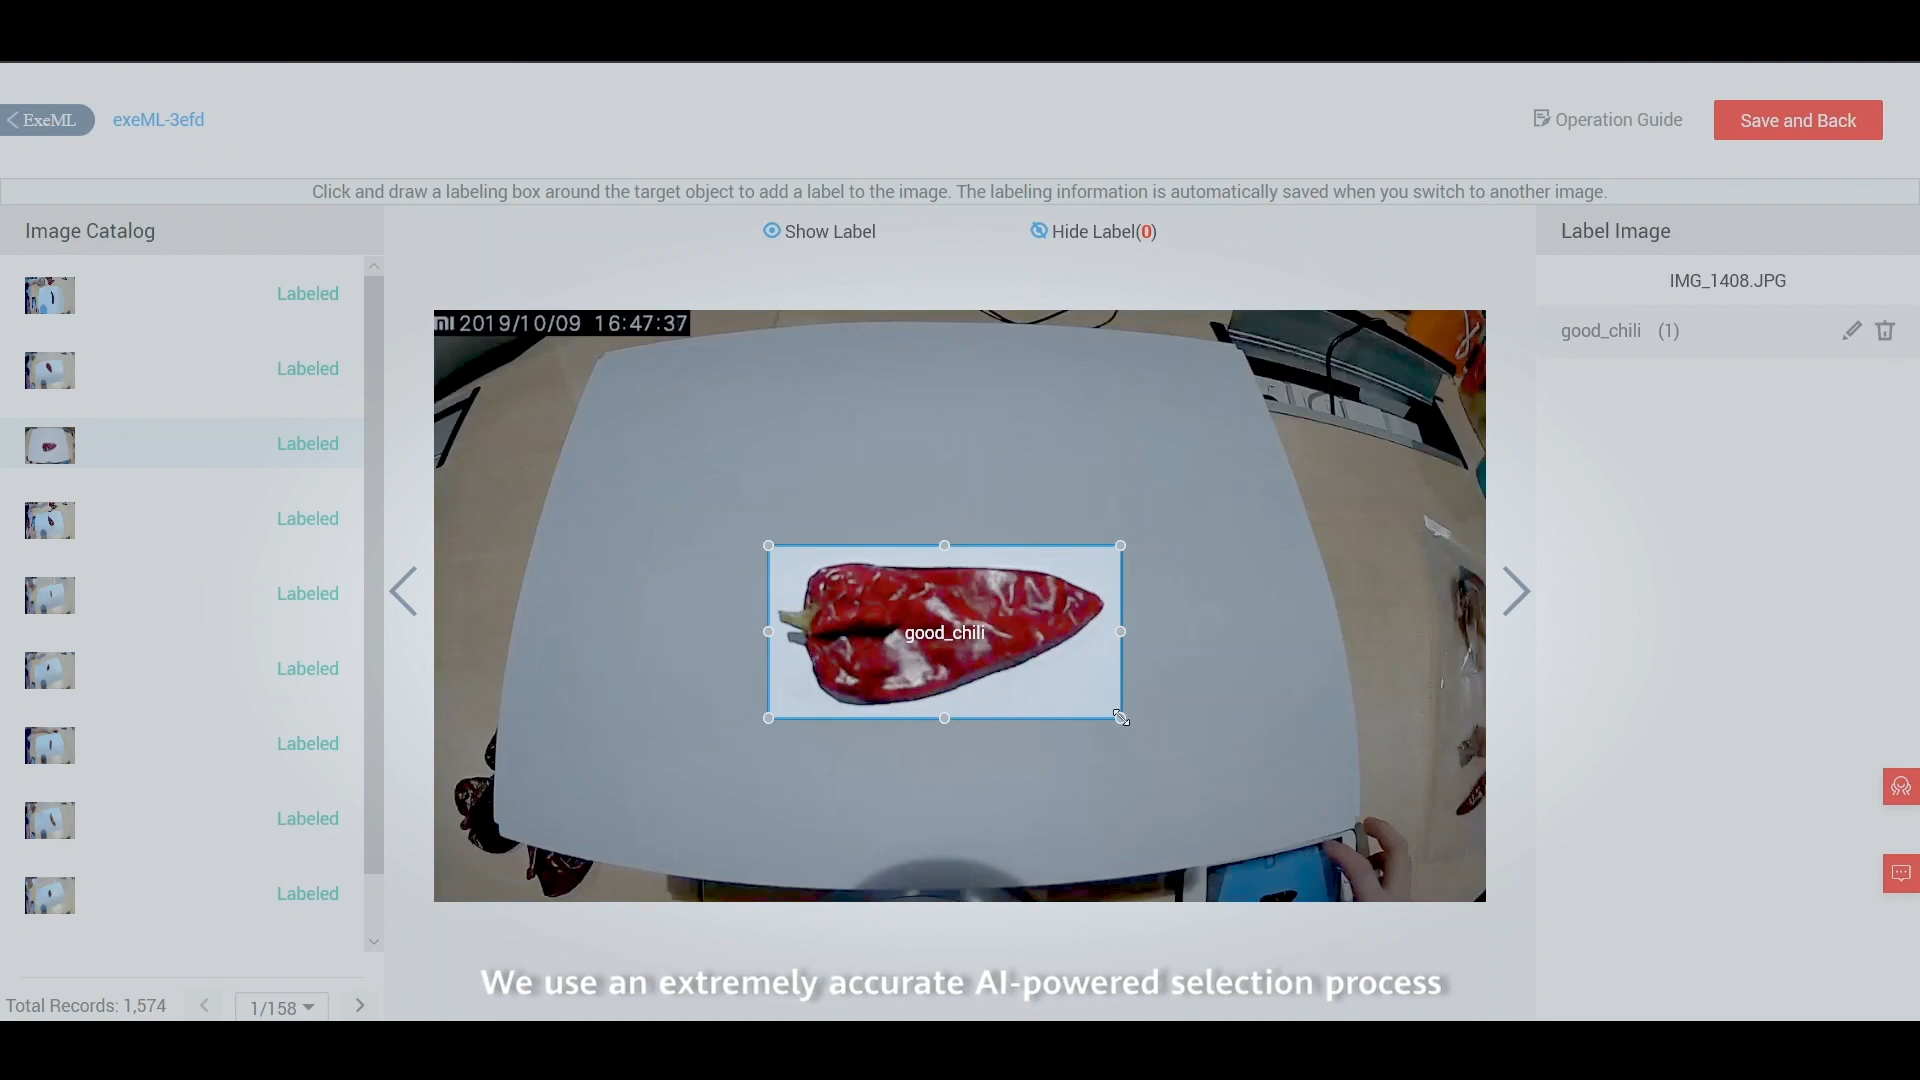 ExeML
exeML-3efd
Operation Guide
Save and Back
Click and draw a labeling box around the target object to add a label to the image. The labeling information is automatically saved when you switch to another image.
Image Catalog
Show Label
Hide Label(0)
Label Image
IMG_1408.JPG
good_chili (1)
Labeled
Labeled
Labeled
Labeled
Labeled
Labeled
Labeled
Labeled
Labeled
MI 2019/10/09 16:47:37
good_chili
We use an extremely accurate AI-powered selection process
Total Records: 1,574
1/158